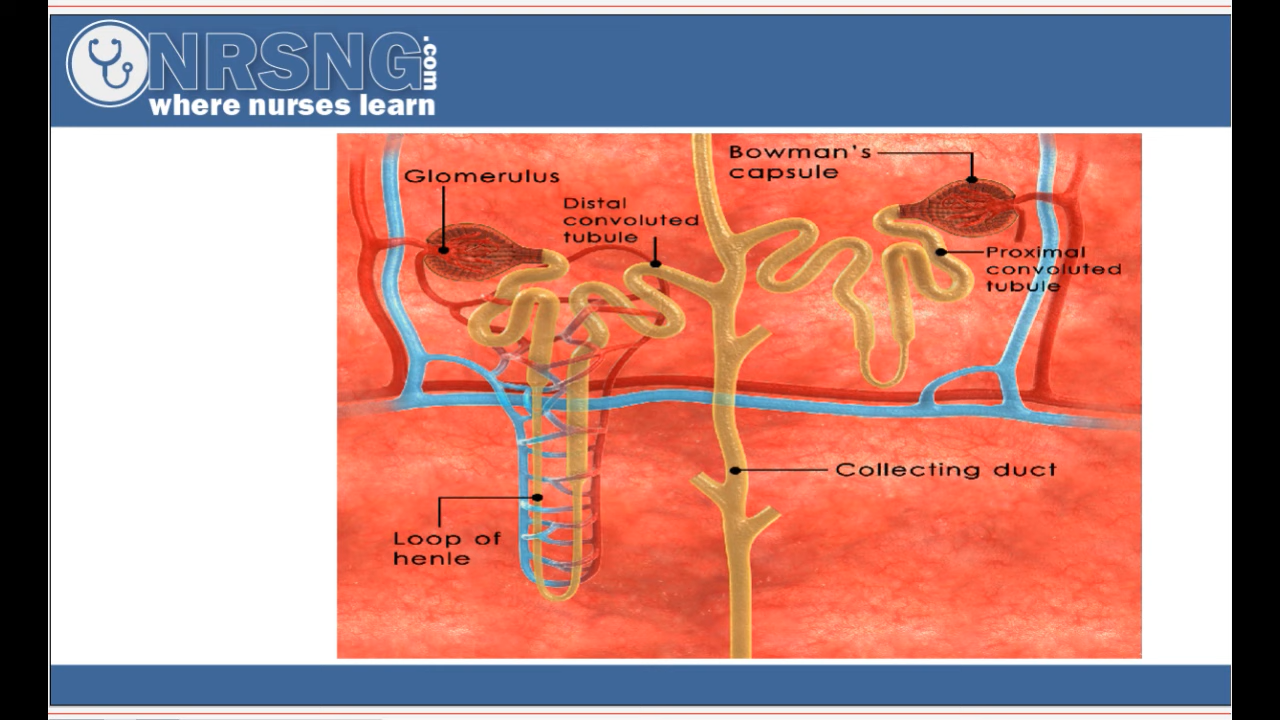 NRSNG.com
where nurses learn
Glomerulus
Distal
convoluted
tubule
Bowman's
capsule
Proximal
convoluted
tubule
Collecting duct
Loop of
henle